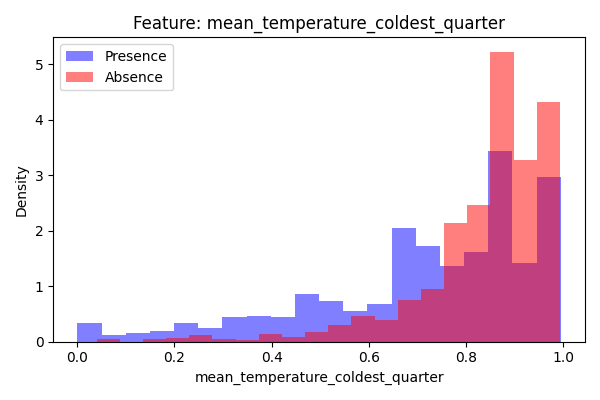 Feature: mean_temperature_coldest_quarter
Presence
Absence
Density
5
4
3
2
1
0
0.0 0.2 0.4 0.6 0.8 1.0
mean_temperature_coldest_quarter